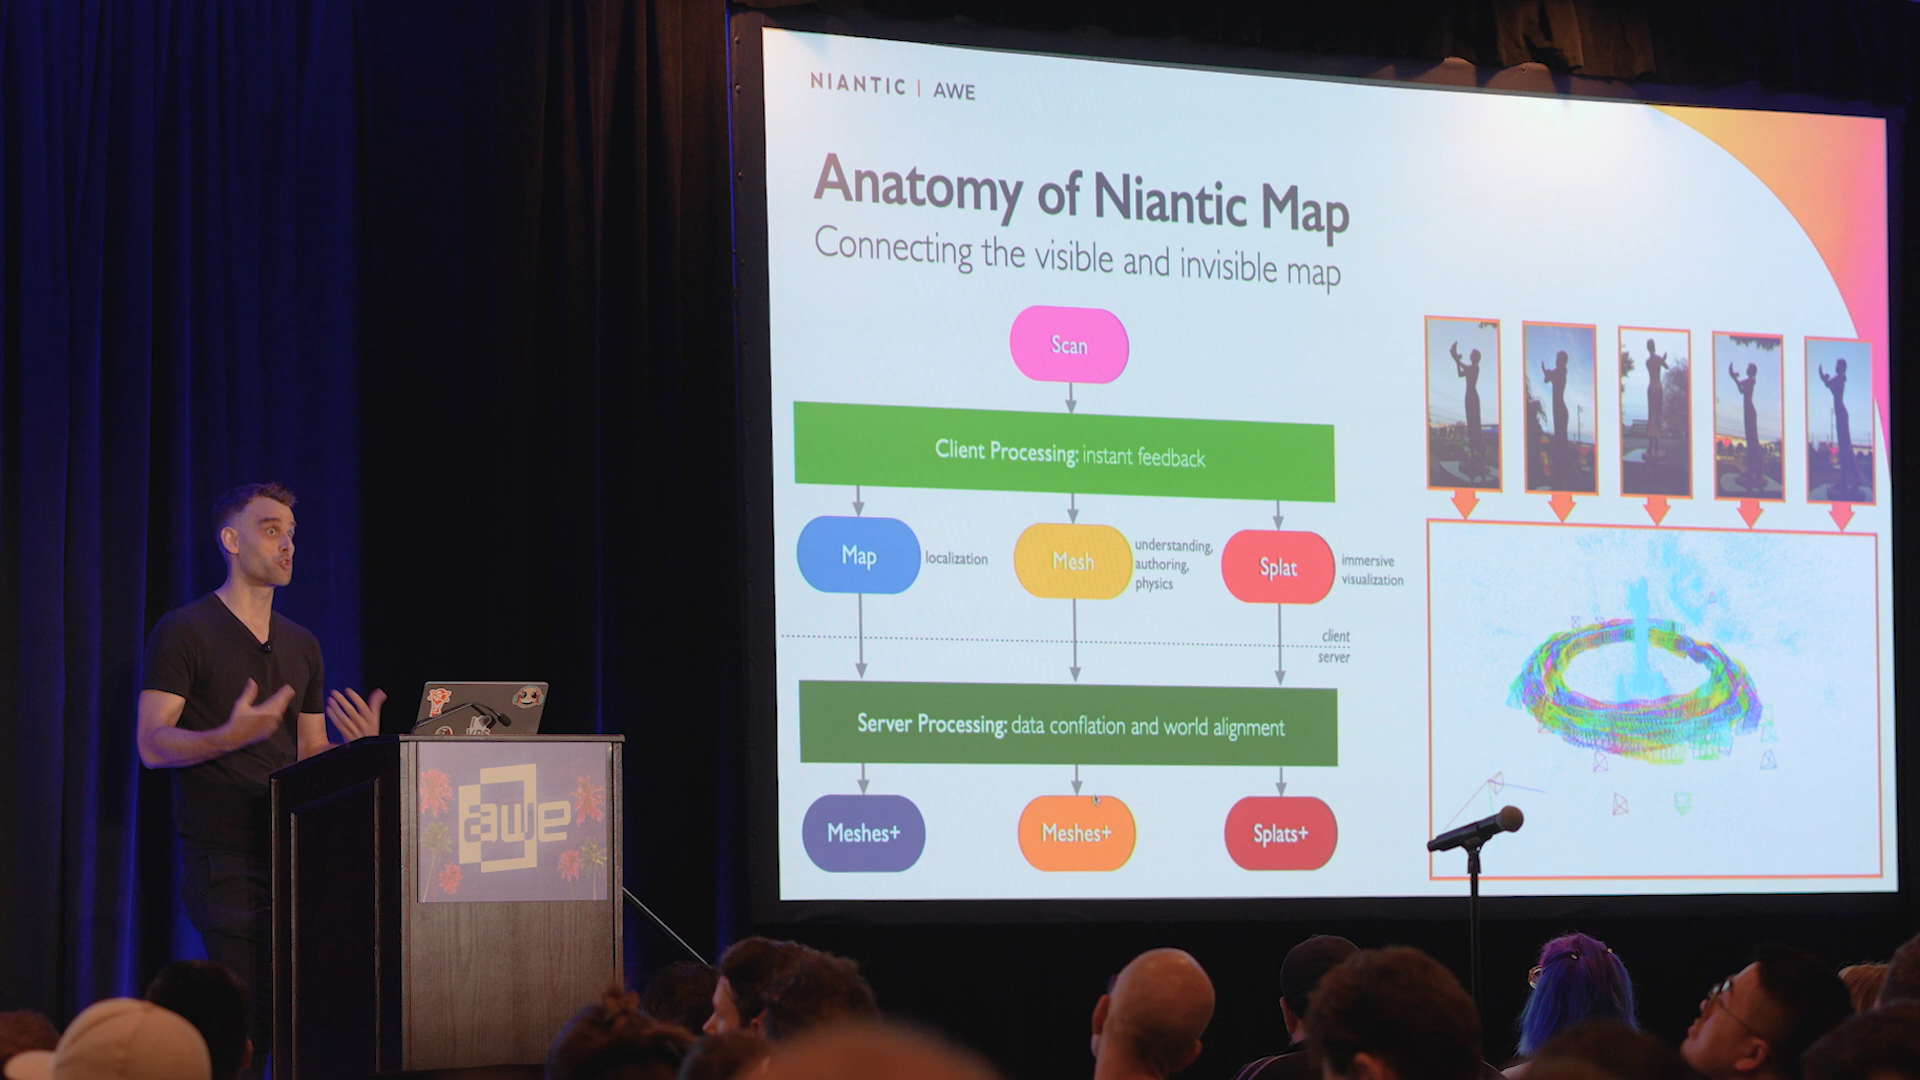 NIANTIC | AWE
Anatomy of Niantic Map
Connecting the visible and invisible map
Scan
Client Processing: instant feedback
Map
localization
Mesh
understanding,
authoring,
physics
Splat
immersive
visualization
client
server
Server Processing: data conflation and world alignment
Meshes+
Meshes+
Splats+
awe